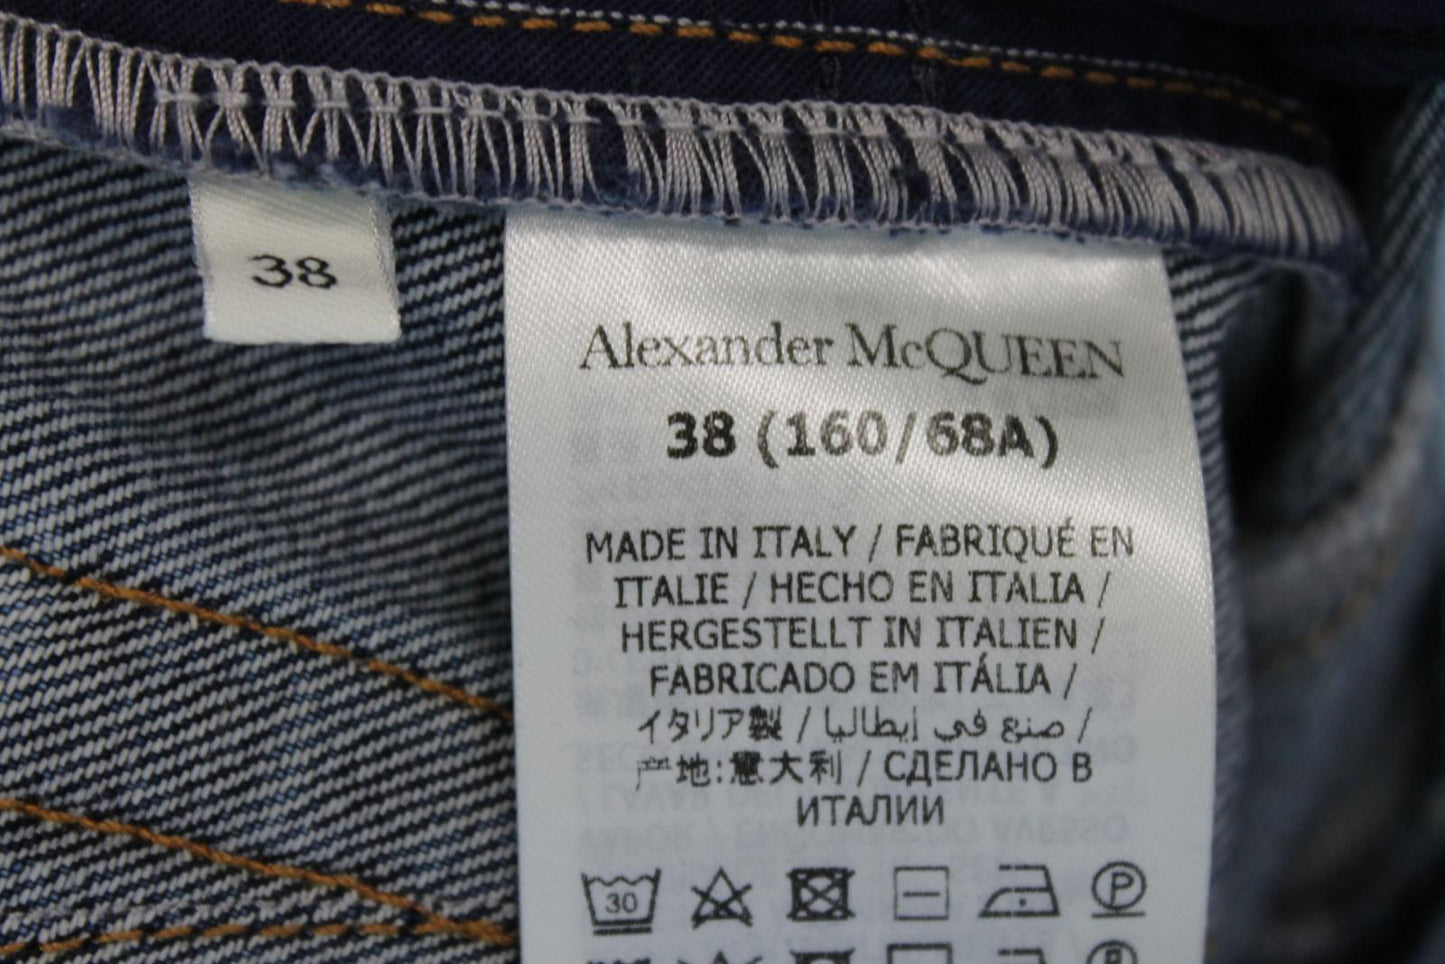 38
Alexander McQUEEN
38 (160/68A)
MADE IN ITALY / FABRIQUÉ EN
ITALIE / HECHO EN ITALIA /
HERGESTELLT IN ITALIEN /
FABRICADO EM ITÁLIA /
イタリア製 / صنع في إيطاليا /
产地:意大利 / СДЕЛАНО В
ИТАЛИИ
30
P